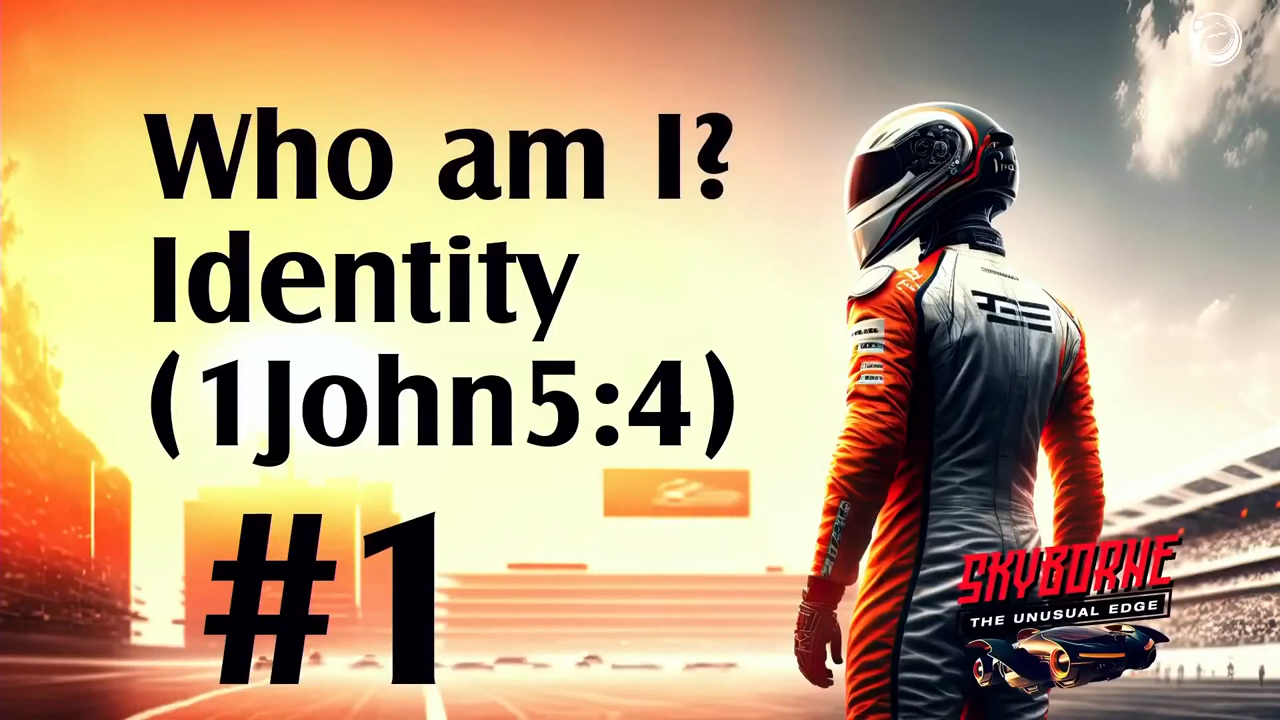 Who am I?
Identity
(1John5:4)
#1
SKYBORNE
THE UNUSUAL EDGE